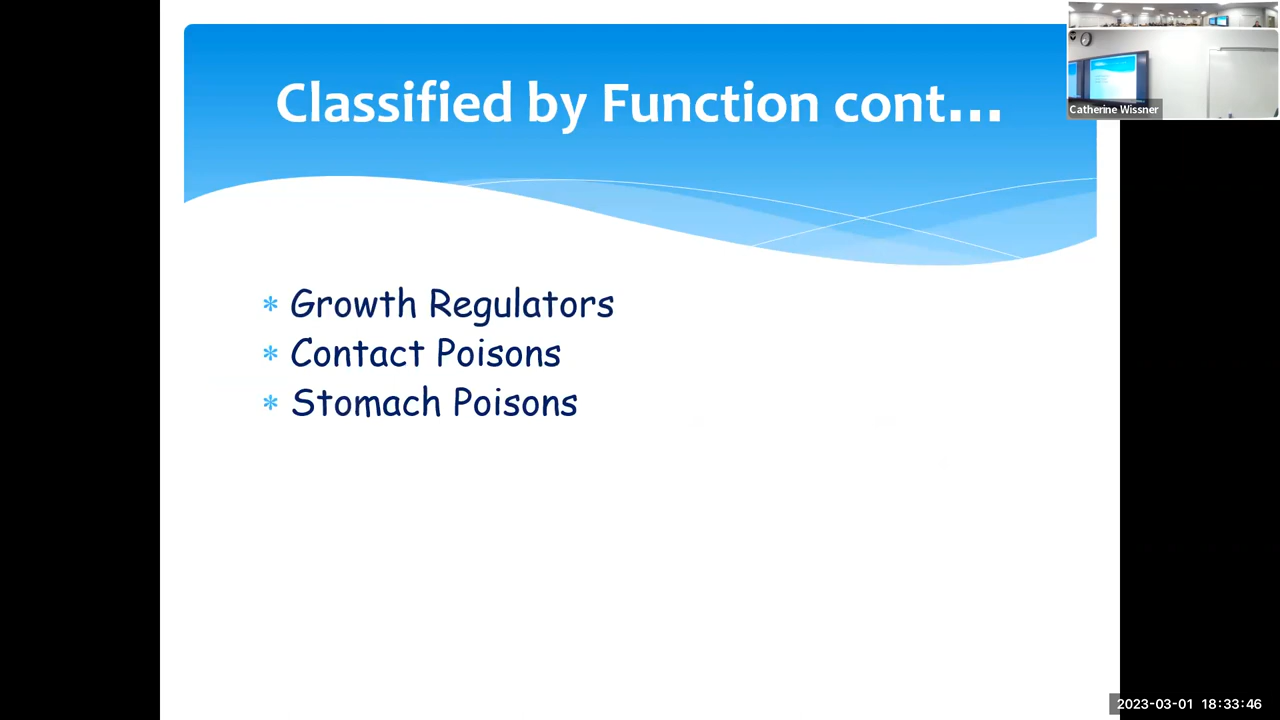 Classified by Function cont...
Catherine Wissner
* Growth Regulators
* Contact Poisons
* Stomach Poisons
2023-03-01 18:33:46